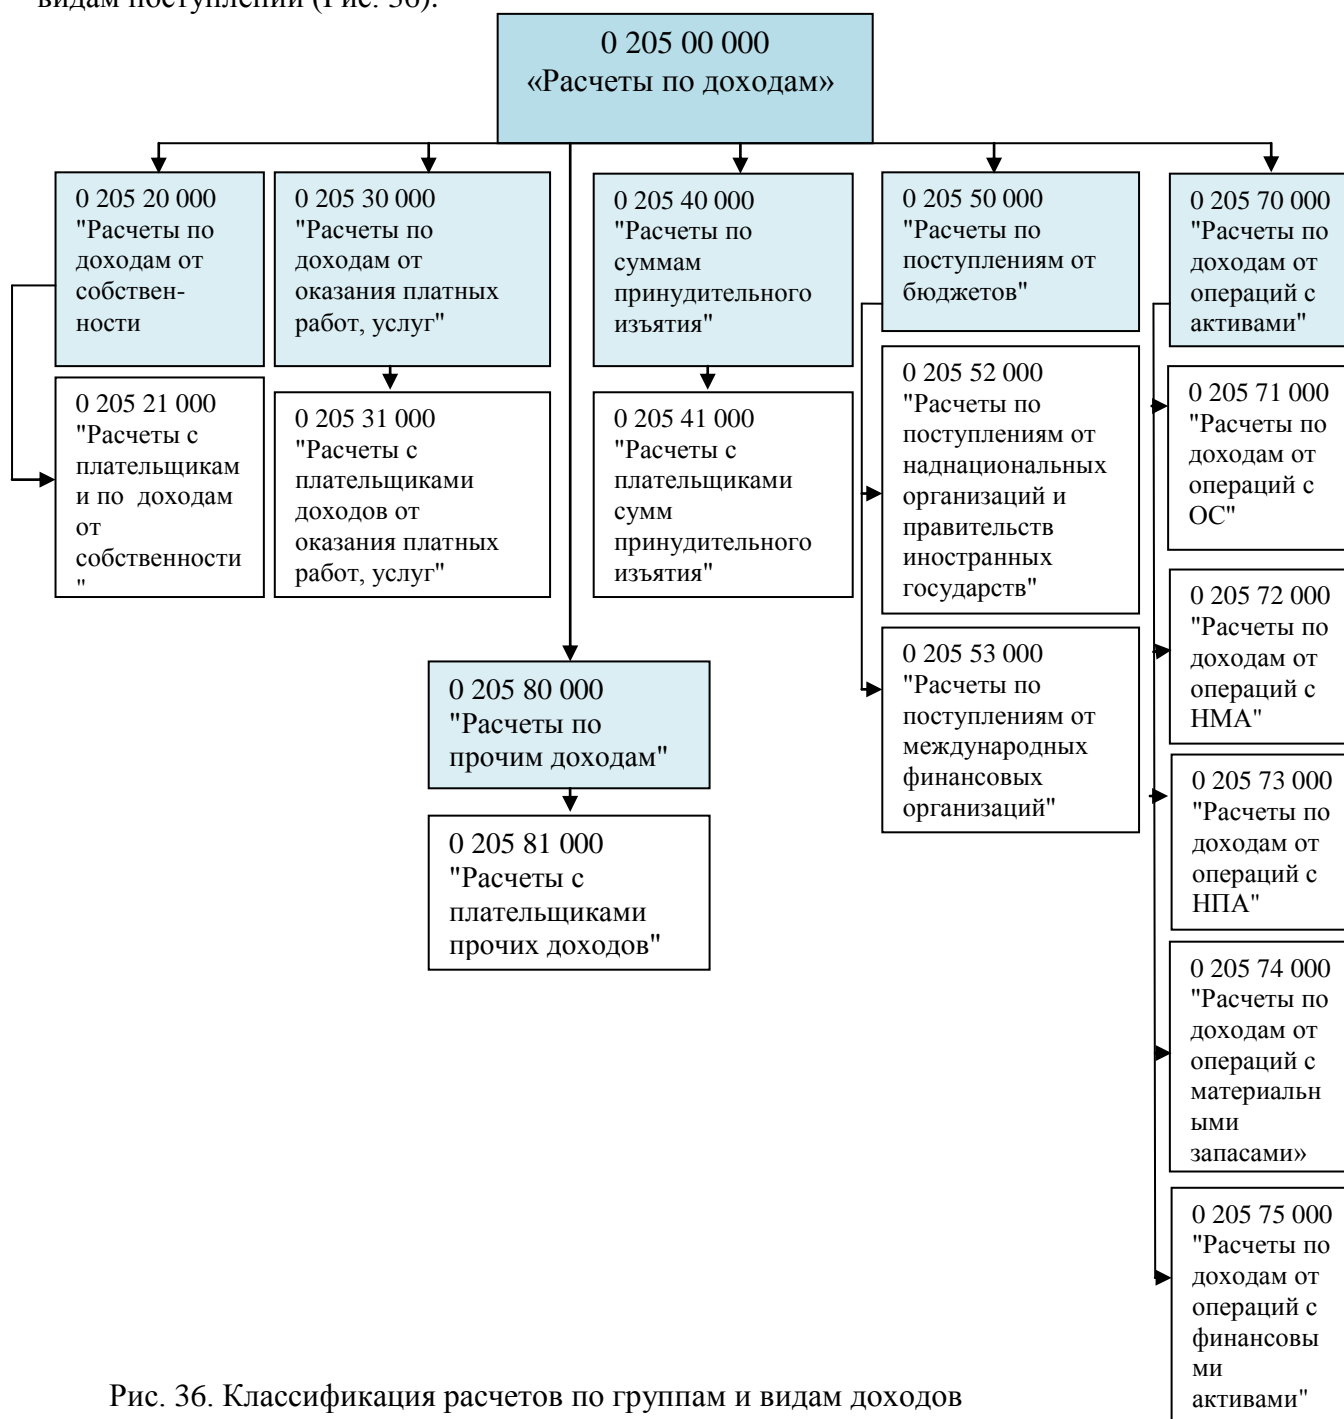 видам поступлений (Рис. 36).
0 205 00 000
«Расчеты по доходам»
0 205 20 000
"Расчеты по
доходам от
собствен-
ности
0 205 30 000
"Расчеты по
доходам от
оказания платных
работ, услуг"
0 205 40 000
"Расчеты по
суммам
принудительного
изъятия"
0 205 50 000
"Расчеты по
поступлениям от
бюджетов"
0 205 70 000
"Расчеты по
доходам от
операций с
активами"
0 205 21 000
"Расчеты с
плательщикам
и по доходам
от
собственности
"
0 205 31 000
"Расчеты с
плательщиками
доходов от
оказания платных
работ, услуг"
0 205 41 000
"Расчеты с
плательщиками
сумм
принудительного
изъятия"
0 205 52 000
"Расчеты по
поступлениям от
наднациональных
организаций и
правительств
иностранных
государств"
0 205 71 000
"Расчеты по
доходам от
операций с
ОС"
0 205 53 000
"Расчеты по
поступлениям от
международных
финансовых
организаций"
0 205 72 000
"Расчеты по
доходам от
операций с
НМА"
0 205 80 000
"Расчеты по
прочим доходам"
0 205 73 000
"Расчеты по
доходам от
операций с
НПА"
0 205 81 000
"Расчеты с
плательщиками
прочих доходов"
0 205 74 000
"Расчеты по
доходам от
операций с
материальн
ыми
запасами»
0 205 75 000
"Расчеты по
доходам от
операций с
финансовы
ми
активами"
Рис. 36. Классификация расчетов по группам и видам доходов